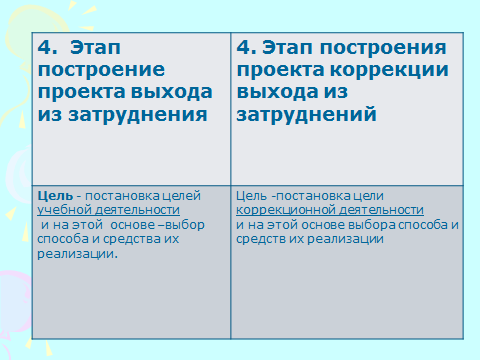 4. Этап
построение
проекта выхода
из затруднения
4. Этап построения
проекта коррекции
выхода из
затруднений
Цель - постановка целей
учебной деятельности
и на этой основе –выбор
способа и средства их
реализации.
Цель -постановка цели
коррекционной деятельности
и на этой основе выбора способа и
средств их реализации